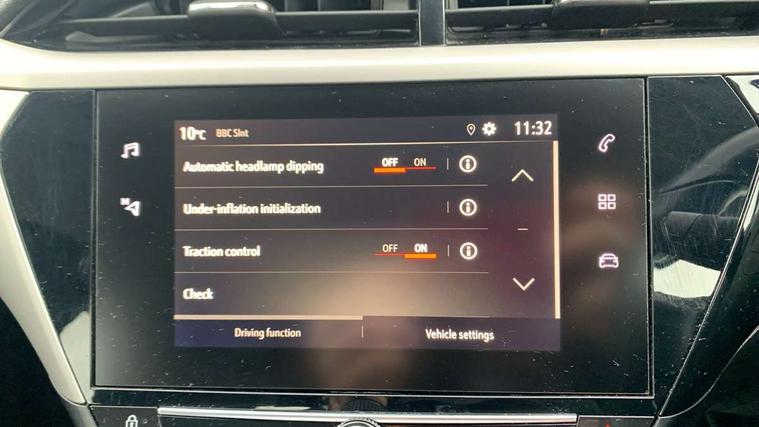 10°C BBC Slnt 11:32
Automatic headlamp dipping OFF ON
Under-inflation initialization
Traction control OFF ON
Check
Driving function Vehicle settings